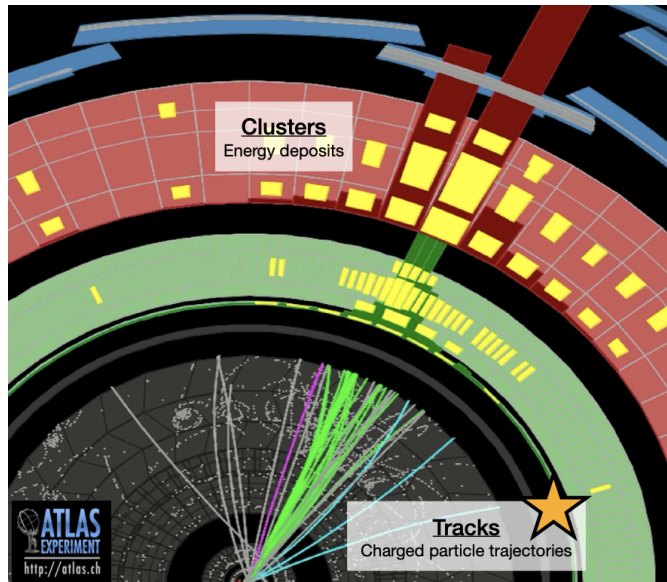 Clusters
Energy deposits
Tracks
Charged particle trajectories
ATLAS
EXPERIMENT
http://atlas.ch